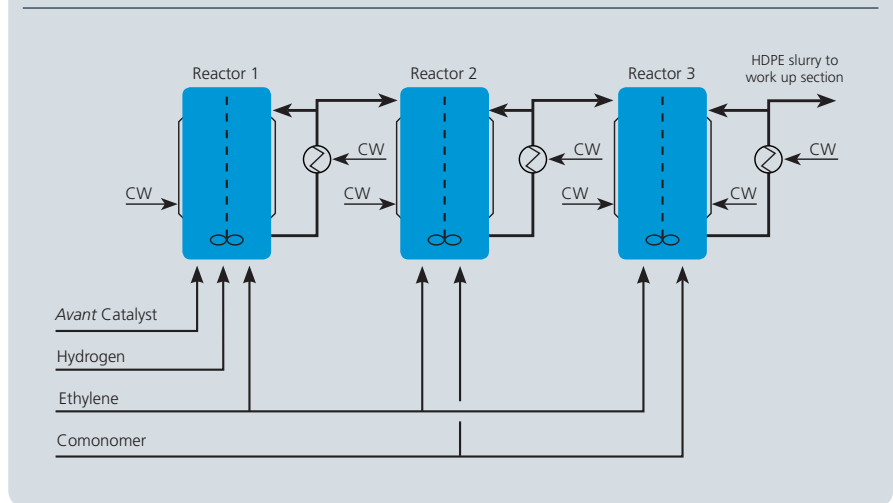 Reactor 1
Reactor 2
Reactor 3
HDPE slurry to
work up section
CW
CW
CW
CW
CW
CW
CW
Avant Catalyst
Hydrogen
Ethylene
Comonomer